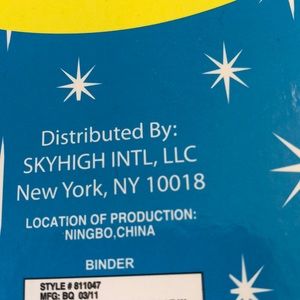 Distributed By:
SKYHIGH INTL, LLC
New York, NY 10018
LOCATION OF PRODUCTION:
NINGBO,CHINA
BINDER
STYLE # 811047
MFG: BQ 03/11